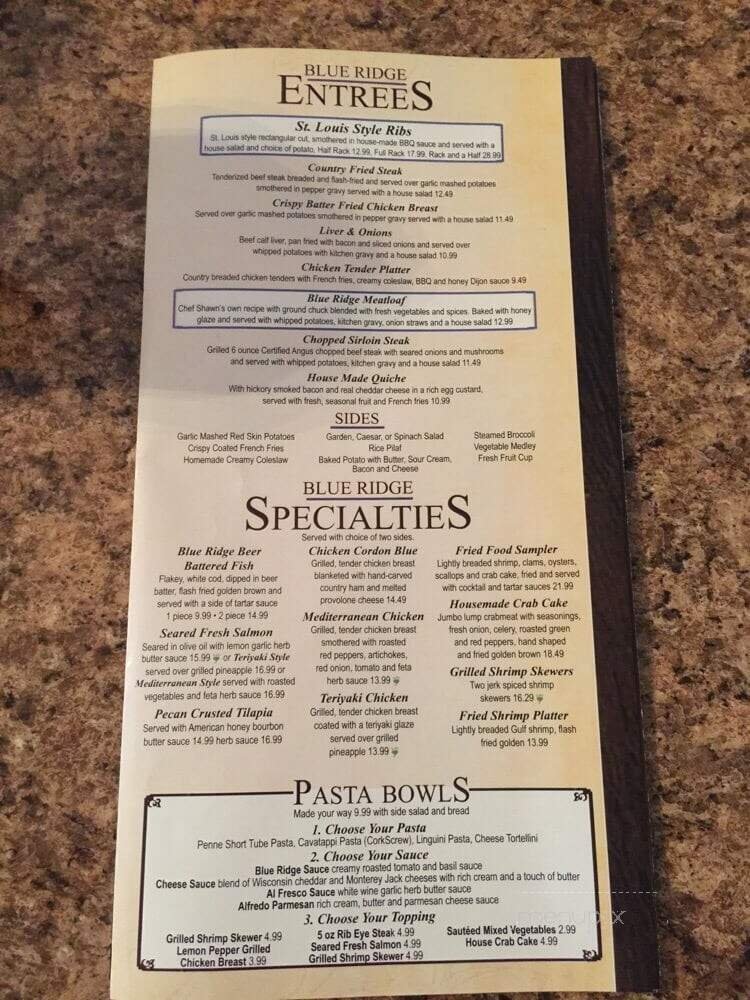 BLUE RIDGE
ENTREES
St. Louis Style Ribs
St. Louis style rectangular cut, smothered in house-made BBQ sauce and served with a
house salad and choice of potato, Half Rack 12.99, Full Rack 17.99, Rack and a Half 28.99
Country Fried Steak
Tenderized beef steak breaded and flash-fried and served over garlic mashed potatoes
smothered in pepper gravy served with a house salad 12.49
Crispy Batter Fried Chicken Breast
Served over garlic mashed potatoes smothered in pepper gravy served with a house salad 11.49
Liver & Onions
Beef calf liver, pan fried with bacon and sliced onions and served over
whipped potatoes with kitchen gravy and a house salad 10.99
Chicken Tender Platter
Country breaded chicken tenders with French fries, creamy coleslaw, BBQ and honey Dijon sauce 9.49
Blue Ridge Meatloaf
Chef Shawn's own recipe with ground chuck blended with fresh vegetables and spices. Baked with honey
glaze and served with whipped potatoes, kitchen gravy, onion straws and a house salad 12.99
Chopped Sirloin Steak
Grilled 6 ounce Certified Angus chopped beef steak with seared onions and mushrooms
and served with whipped potatoes, kitchen gravy and a house salad 11.49
House Made Quiche
With hickory smoked bacon and real cheddar cheese in a rich egg custard,
served with fresh, seasonal fruit and French fries 10.99
SIDES
Garlic Mashed Red Skin Potatoes
Crispy Coated French Fries
Homemade Creamy Coleslaw
Garden, Caesar, or Spinach Salad
Rice Pilaf
Baked Potato with Butter, Sour Cream,
Bacon and Cheese
Steamed Broccoli
Vegetable Medley
Fresh Fruit Cup
BLUE RIDGE
SPECIALTIES
Served with choice of two sides.
Blue Ridge Beer
Battered Fish
Flakey, white cod, dipped in beer
batter, flash fried golden brown and
served with a side of tartar sauce
1 piece 9.99 • 2 piece 14.99
Seared Fresh Salmon
Seared in olive oil with lemon garlic herb
butter sauce 15.99 or Teriyaki Style
served over grilled pineapple 16.99 or
Mediterranean Style served with roasted
vegetables and feta herb sauce 16.99
Pecan Crusted Tilapia
Served with American honey bourbon
butter sauce 14.99 herb sauce 16.99
Chicken Cordon Blue
Grilled, tender chicken breast
blanketed with hand-carved
country ham and melted
provolone cheese 14.49
Mediterranean Chicken
Grilled, tender chicken breast
smothered with roasted
red peppers, artichokes,
red onion, tomato and feta
herb sauce 13.99
Teriyaki Chicken
Grilled, tender chicken breast
coated with a teriyaki glaze
served over grilled
pineapple 13.99
Fried Food Sampler
Lightly breaded shrimp, clams, oysters,
scallops and crab cake, fried and served
with cocktail and tartar sauces 21.99
Housemade Crab Cake
Jumbo lump crabmeat with seasonings,
fresh onion, celery, roasted green
and red peppers, hand shaped
and fried golden brown 18.49
Grilled Shrimp Skewers
Two jerk spiced shrimp
skewers 16.29
Fried Shrimp Platter
Lightly breaded Gulf shrimp, flash
fried golden 13.99
PASTA BOWLS
Made your way 9.99 with side salad and bread
1. Choose Your Pasta
Penne Short Tube Pasta, Cavatappi Pasta (CorkScrew), Linguini Pasta, Cheese Tortellini
2. Choose Your Sauce
Blue Ridge Sauce creamy roasted tomato and basil sauce
Cheese Sauce blend of Wisconsin cheddar and Monterey Jack cheeses with rich cream and a touch of butter
Al Fresco Sauce white wine garlic herb butter sauce
Alfredo Parmesan rich cream, butter and parmesan cheese sauce
3. Choose Your Topping
Grilled Shrimp Skewer 4.99
Lemon Pepper Grilled
Chicken Breast 3.99
5 oz Rib Eye Steak 4.99
Seared Fresh Salmon 4.99
Grilled Shrimp Skewer 4.99
Sautéed Mixed Vegetables 2.99
House Crab Cake 4.99